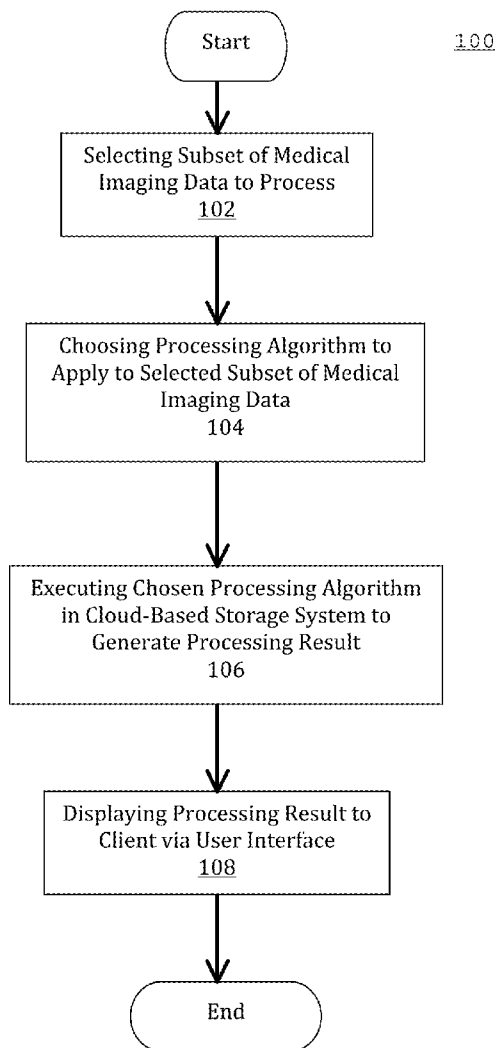 Start
100
Selecting Subset of Medical
Imaging Data to Process
102
Choosing Processing Algorithm to
Apply to Selected Subset of Medical
Imaging Data
104
Executing Chosen Processing Algorithm
in Cloud-Based Storage System to
Generate Processing Result
106
Displaying Processing Result to
Client via User Interface
108
End